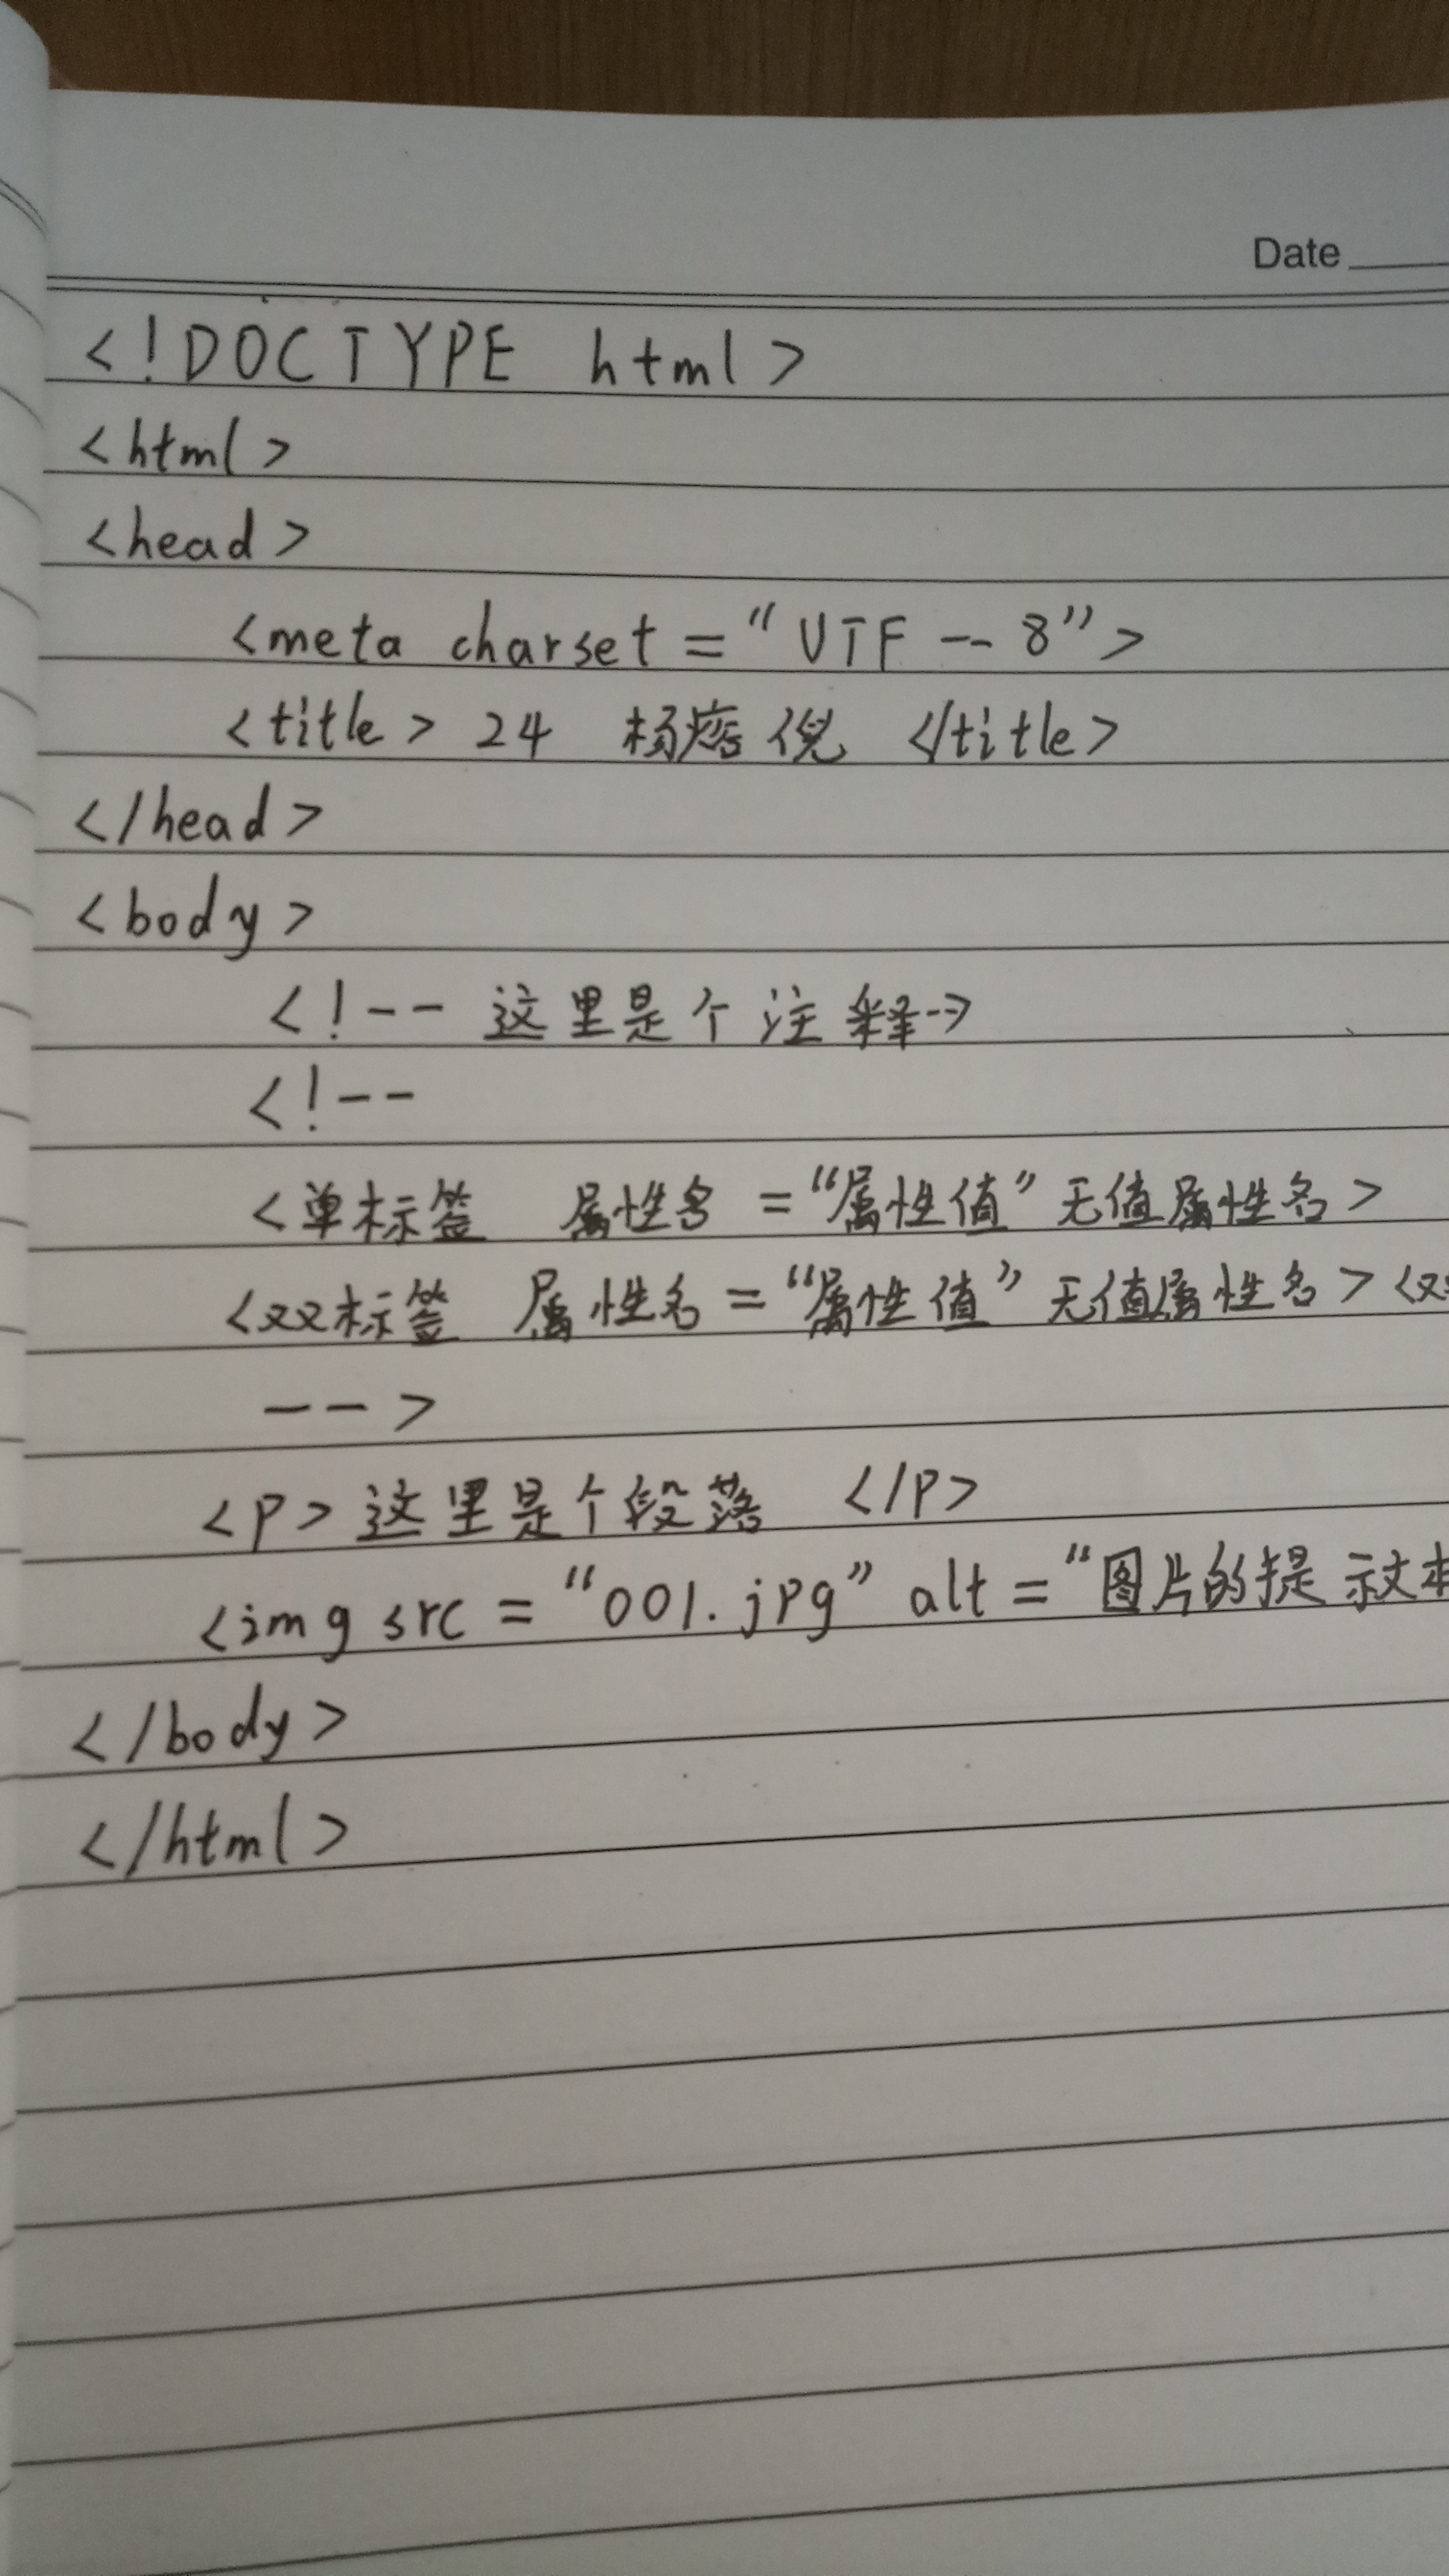 Date
<!DOCTYPE html>
<html>
<head>
<meta charset="UTF--8">
<title> 24 杨 倪 </title>
</head>
<body>
<!-- 这里是个注释-->
<!--
<单标签 属性名="属性值" 无值属性名>
<双标签 属性名="属性值" 无值属性名><双
-->
<p>这里是个段落 </p>
<img src="001.jpg" alt="图片的提示文本
</body>
</html>